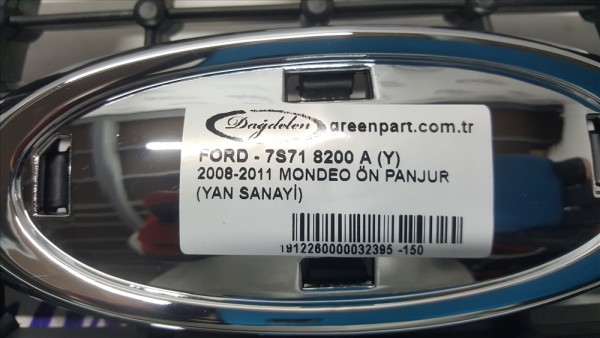 Dağdelen greenpart.com.tr
FORD - 7S71 8200 A (Y)
2008-2011 MONDEO ÖN PANJUR
(YAN SANAYİ)
1912260000032395 -150